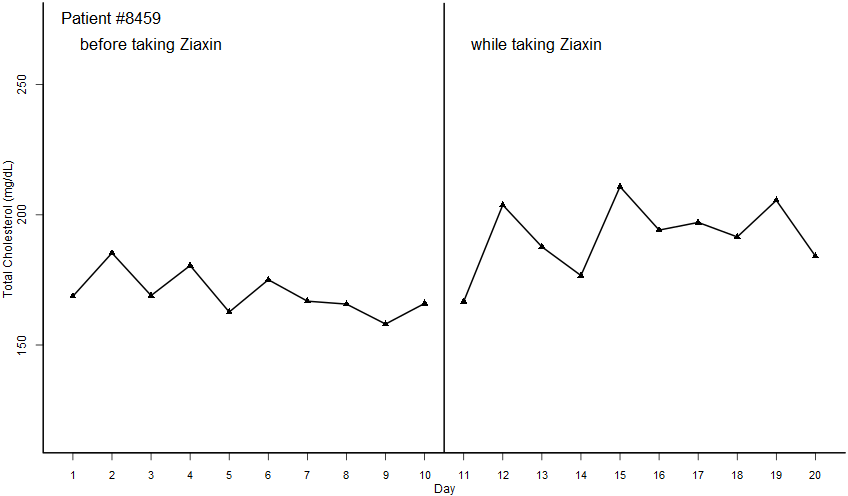 Patient #8459
before taking Ziaxin
while taking Ziaxin
Total Cholesterol (mg/dL)
250
200
150
1 2 3 4 5 6 7 8 9 10 11 12 13 14 15 16 17 18 19 20
Day